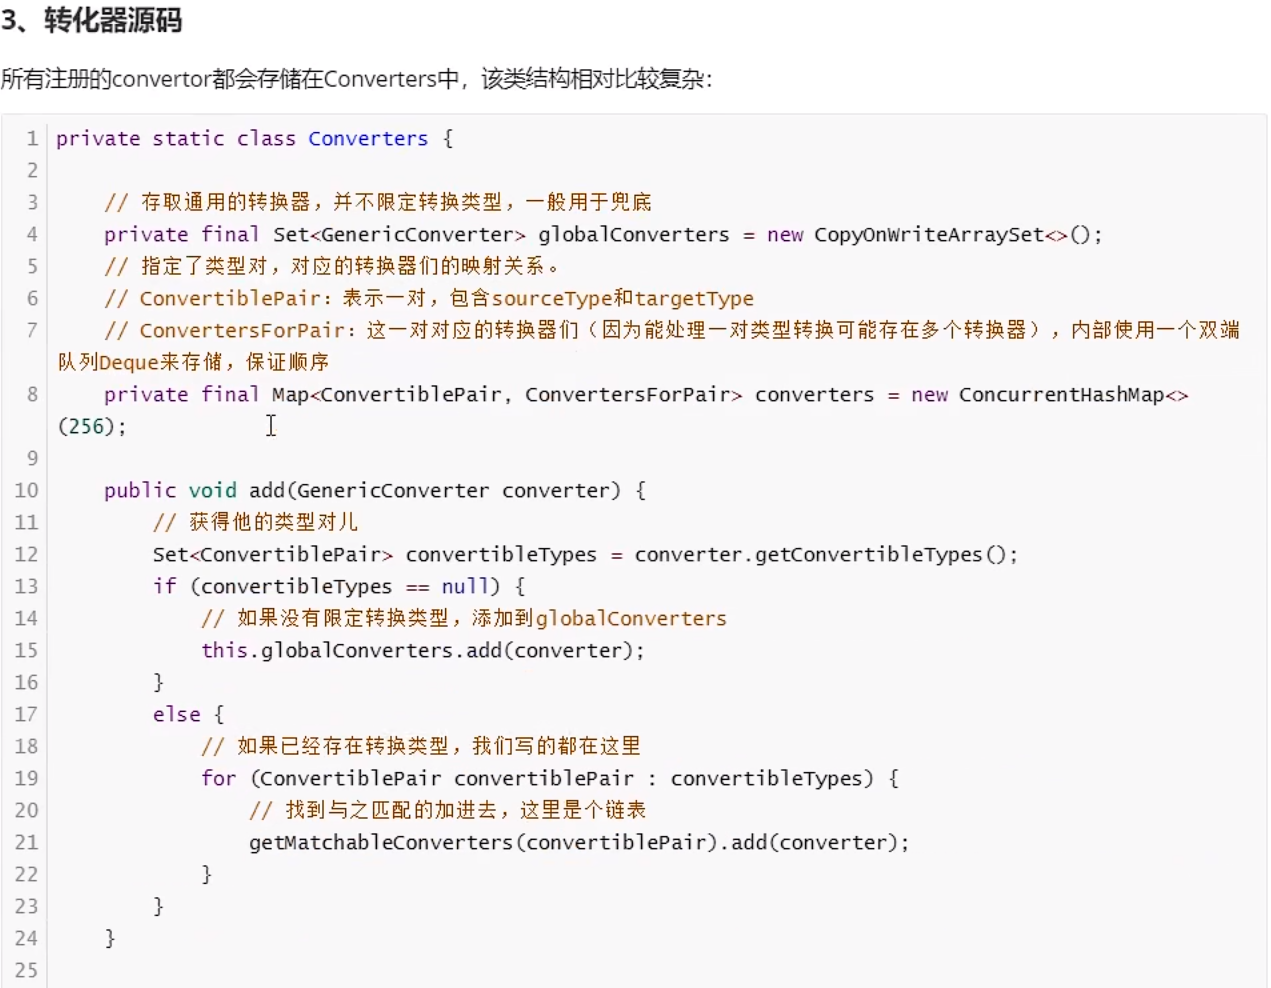 3、转化器源码
所有注册的convertor都会存储在Converters中，该类结构相对比较复杂：
1 private static class Converters {
2
3     // 存取通用的转换器，并不限定转换类型，一般用于兜底
4     private final Set<GenericConverter> globalConverters = new CopyOnWriteArraySet<>();
5     // 指定了类型对，对应的转换器们的映射关系。
6     // ConvertiblePair：表示一对，包含sourceType和targetType
7     // ConvertersForPair：这一对对应的转换器们（因为能处理一对类型转换可能存在多个转换器），内部使用一个双端
队列Deque来存储，保证顺序
8     private final Map<ConvertiblePair, ConvertersForPair> converters = new ConcurrentHashMap<>
(256);
9
10     public void add(GenericConverter converter) {
11         // 获得他的类型对儿
12         Set<ConvertiblePair> convertibleTypes = converter.getConvertibleTypes();
13         if (convertibleTypes == null) {
14             // 如果没有限定转换类型，添加到globalConverters
15             this.globalConverters.add(converter);
16         }
17         else {
18             // 如果已经存在转换类型，我们写的都在这里
19             for (ConvertiblePair convertiblePair : convertibleTypes) {
20                 // 找到与之匹配的加进去，这里是个链表
21                 getMatchableConverters(convertiblePair).add(converter);
22             }
23         }
24     }
25